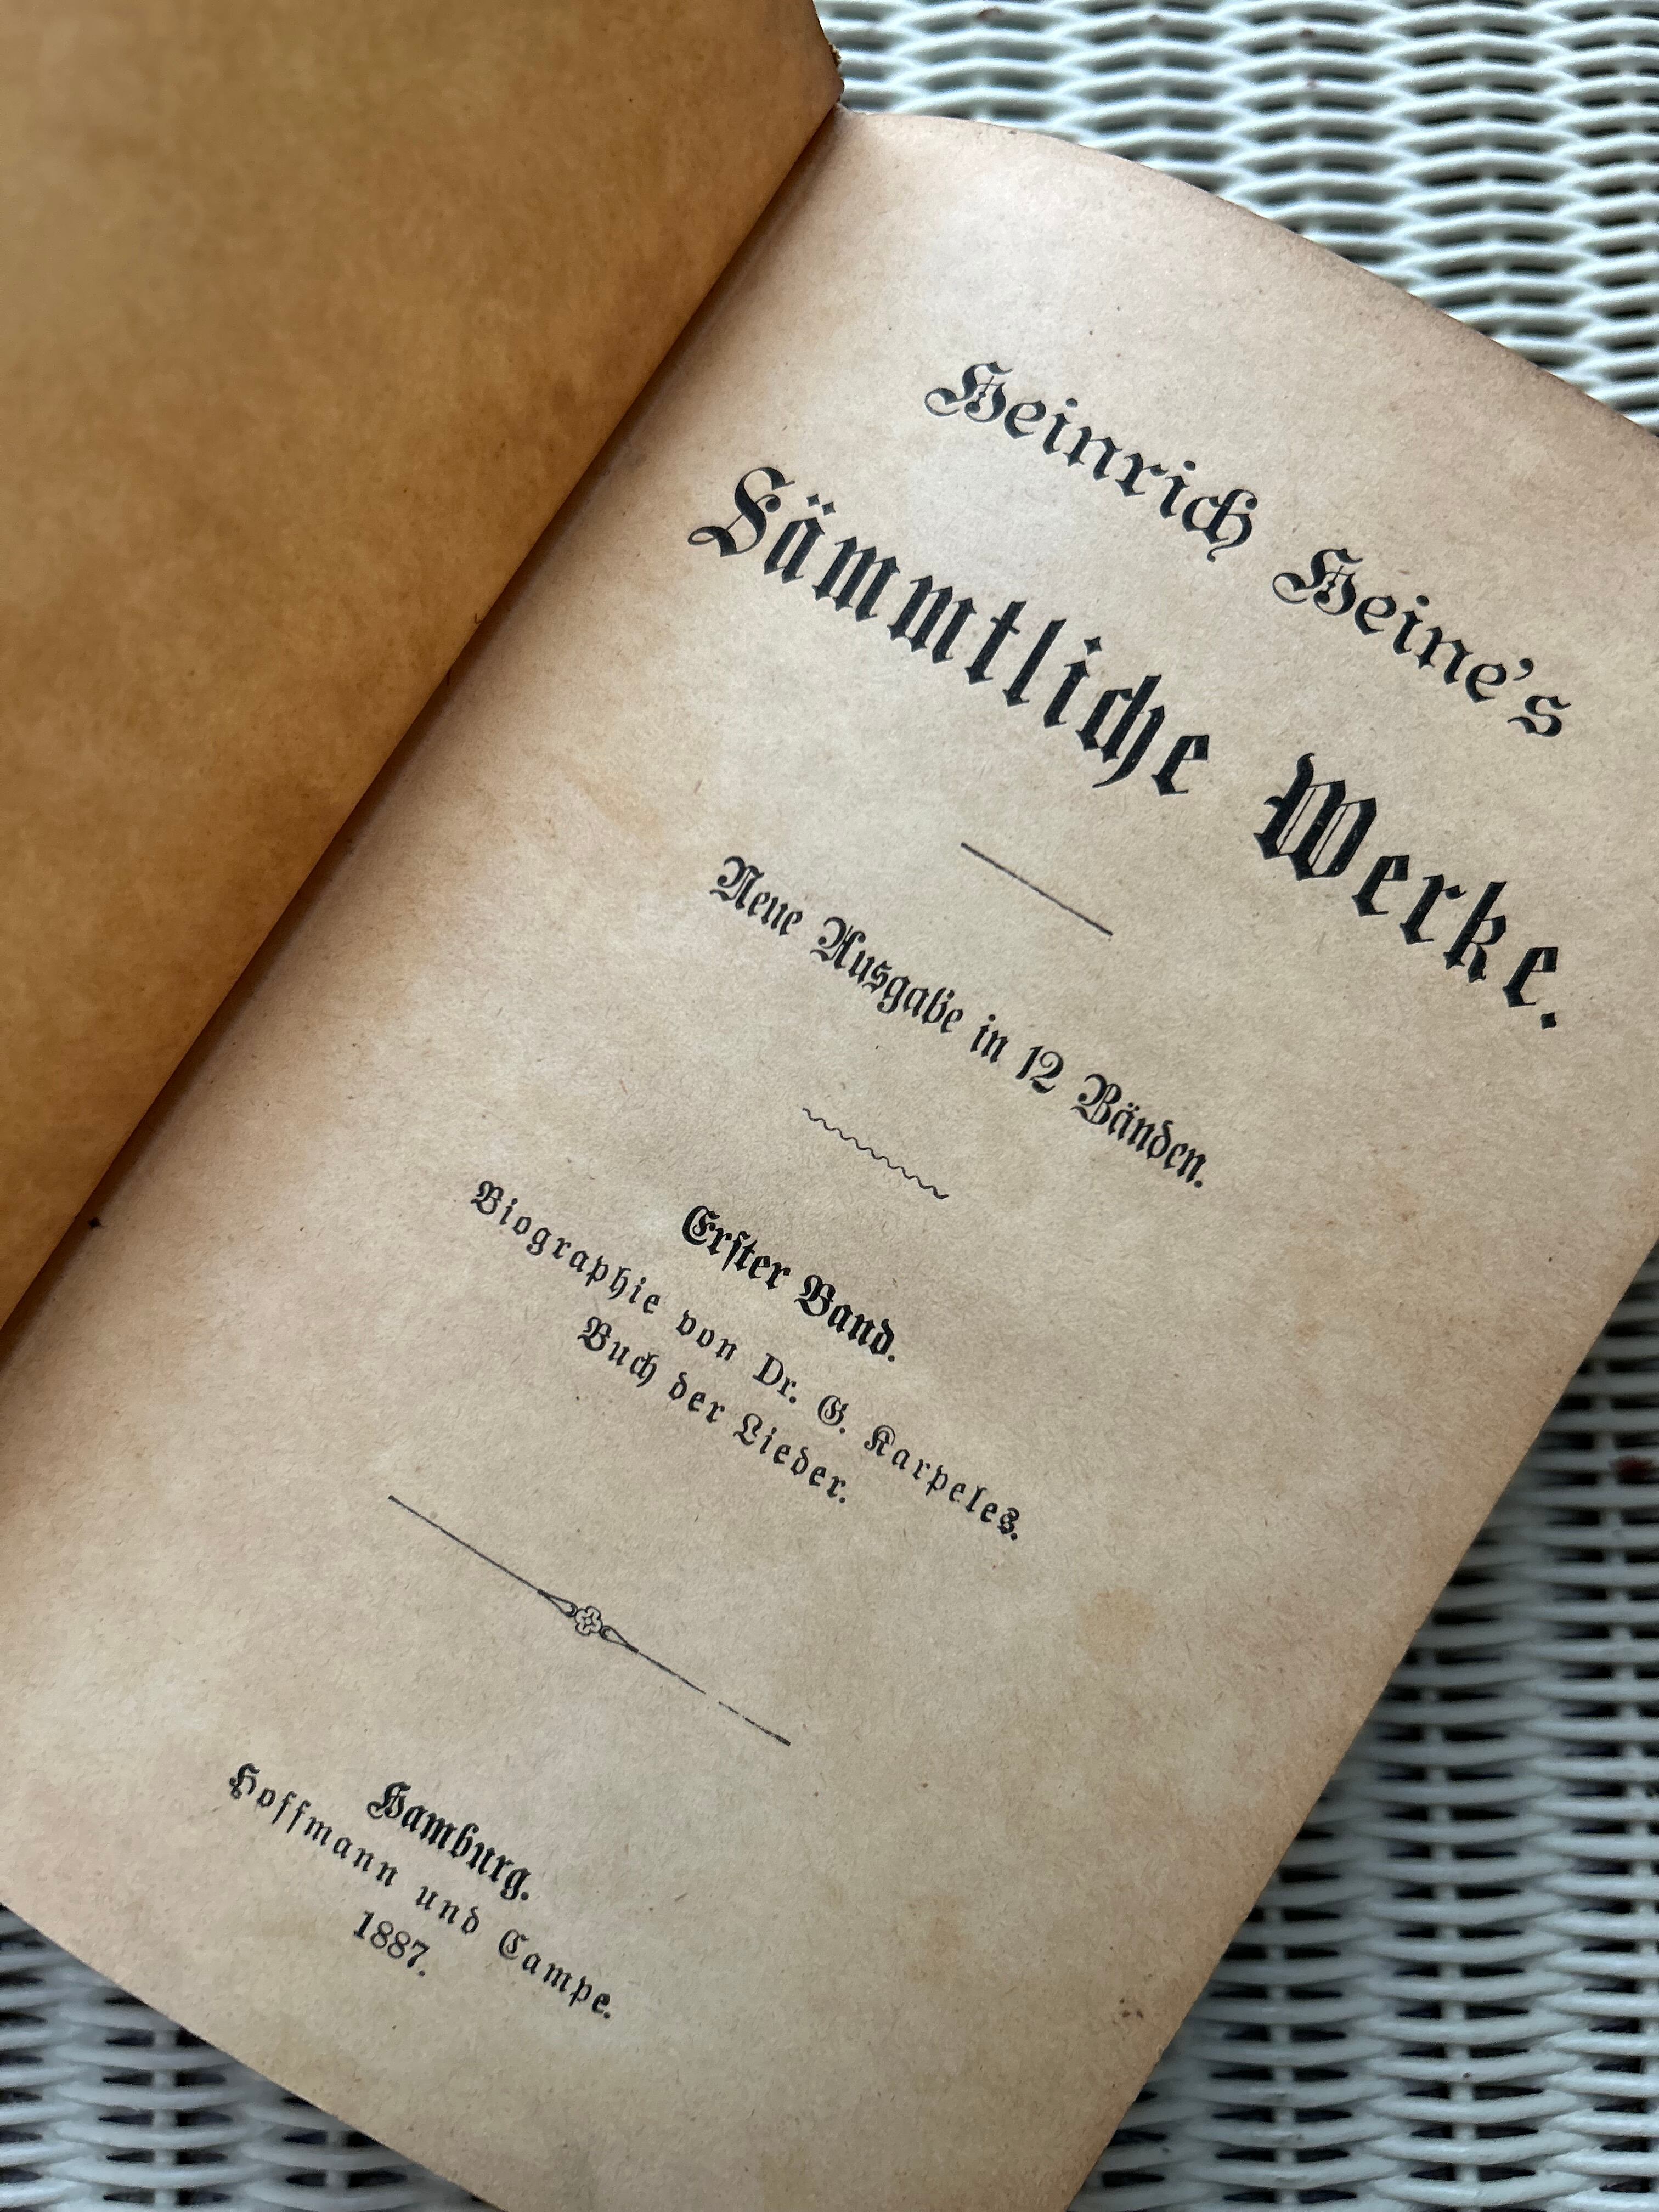 Heinrich Heine's
Sämmtliche Werke.
Neue Ausgabe in 12 Bänden.
Erster Band.
Biographie von Dr. G. Karpeles.
Buch der Lieder.
Hamburg.
Hoffmann und Campe.
1887.